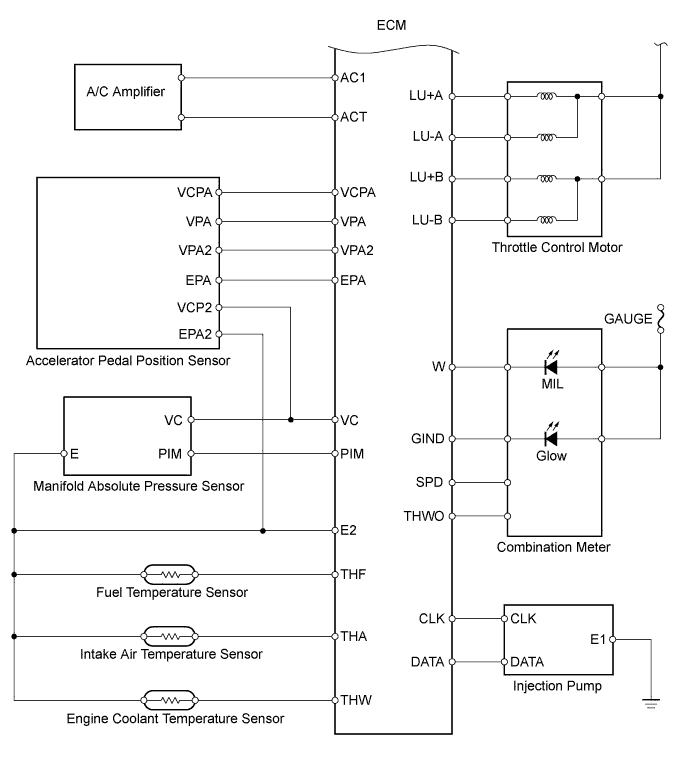 ECM
A/C Amplifier
AC1
ACT
LU+A
LU-A
LU+B
LU-B
Throttle Control Motor
VCPA
VCPA
VPA
VPA
VPA2
VPA2
EPA
EPA
VCP2
EPA2
Accelerator Pedal Position Sensor
GAUGE
W
MIL
VC
VC
GIND
Glow
E
PIM
PIM
Manifold Absolute Pressure Sensor
SPD
THWO
Combination Meter
E2
THF
Fuel Temperature Sensor
CLK
CLK
THA
E1
Intake Air Temperature Sensor
DATA
DATA
Injection Pump
THW
Engine Coolant Temperature Sensor